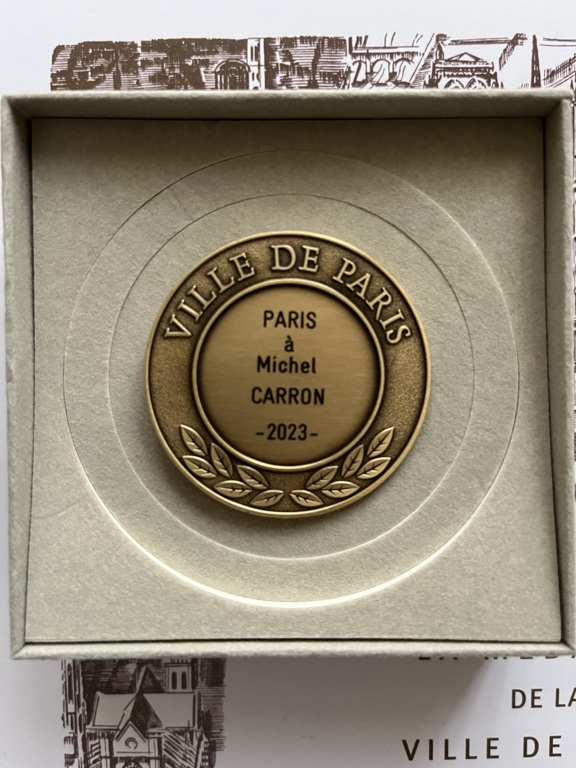 VILLE DE PARIS
PARIS
à
Michel
CARRON
-2023-
DE LA
VILLE DE